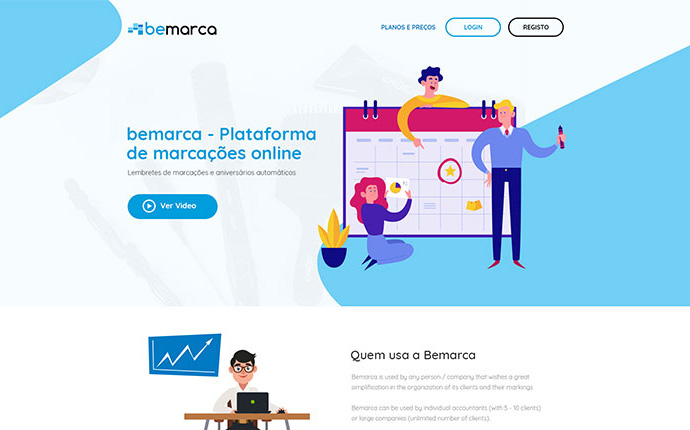 bemarca
PLANOS E PREÇOS
LOGIN
REGISTO
bemarca - Plataforma
de marcações online
Lembretes de marcações e aniversários automáticos
Ver Video
Quem usa a Bemarca
Bemarca is used by any person / company that wishes a great
simplification in the organization of its clients and their markings.
Bemarca can be used by individual accountants (with 5 - 10 clients)
or large companies (unlimited number of clients).